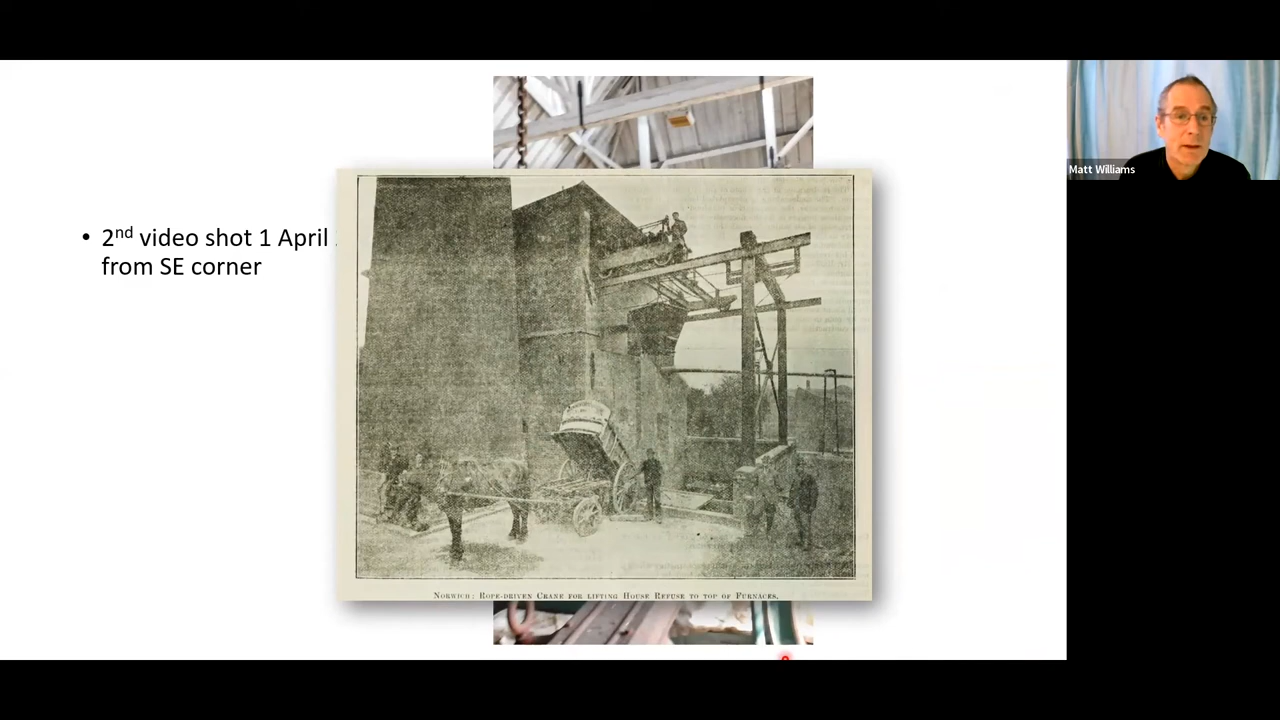 • 2nd video shot 1 April
from SE corner
Matt Williams
Norwich: Rope-driven Crane for lifting House Refuse to top of Furnaces.